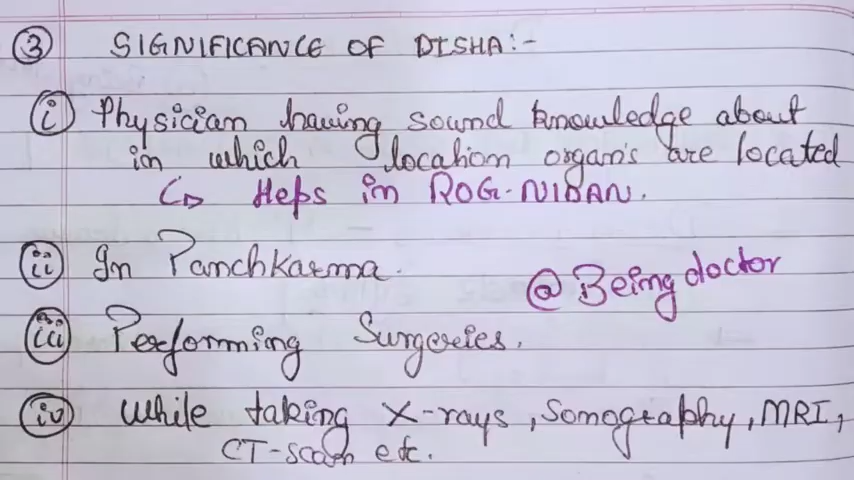 ③ SIGNIFICANCE OF DISHA:-
(i) Physician having sound knowledge about
in which location organ's are located
↳ Heps in ROG-NIDAN.
(ii) In Panchkarma.
@Being doctor
(iii) Performing Surgeries.
(iv) While taking X-rays, Sonography, MRI,
CT-scan etc.